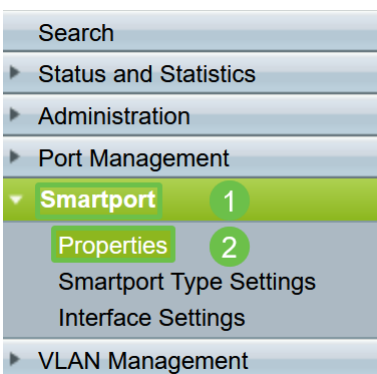 Search
Status and Statistics
Administration
Port Management
Smartport 1
Properties 2
Smartport Type Settings
Interface Settings
VLAN Management